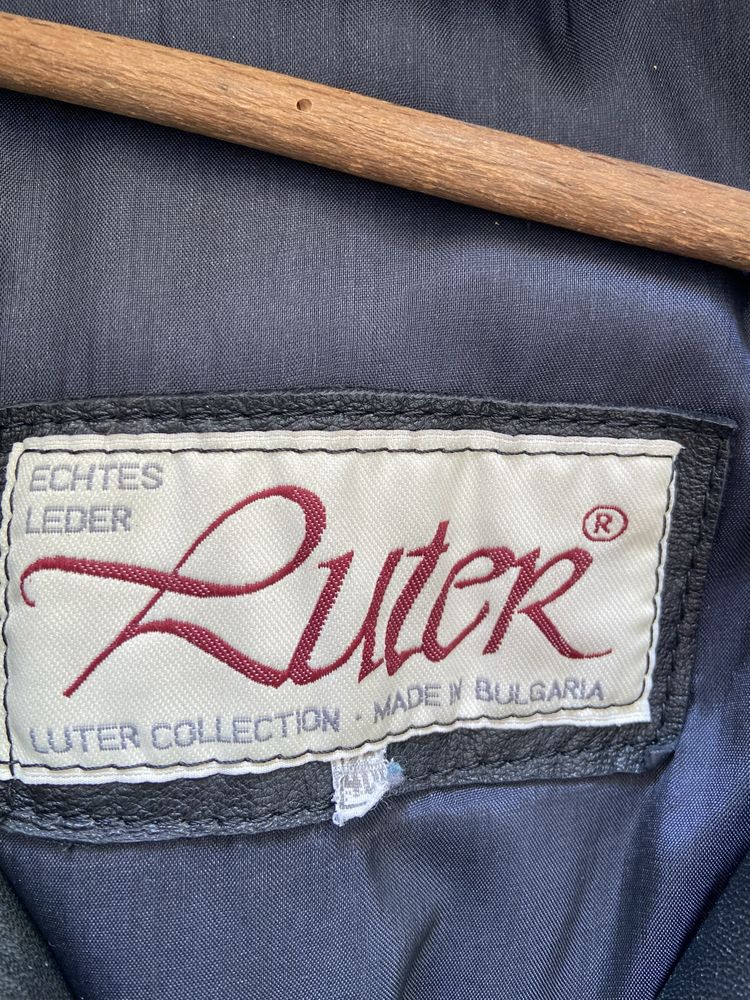 ECHTES
LEDER
Luter®
LUTER COLLECTION · MADE IN BULGARIA